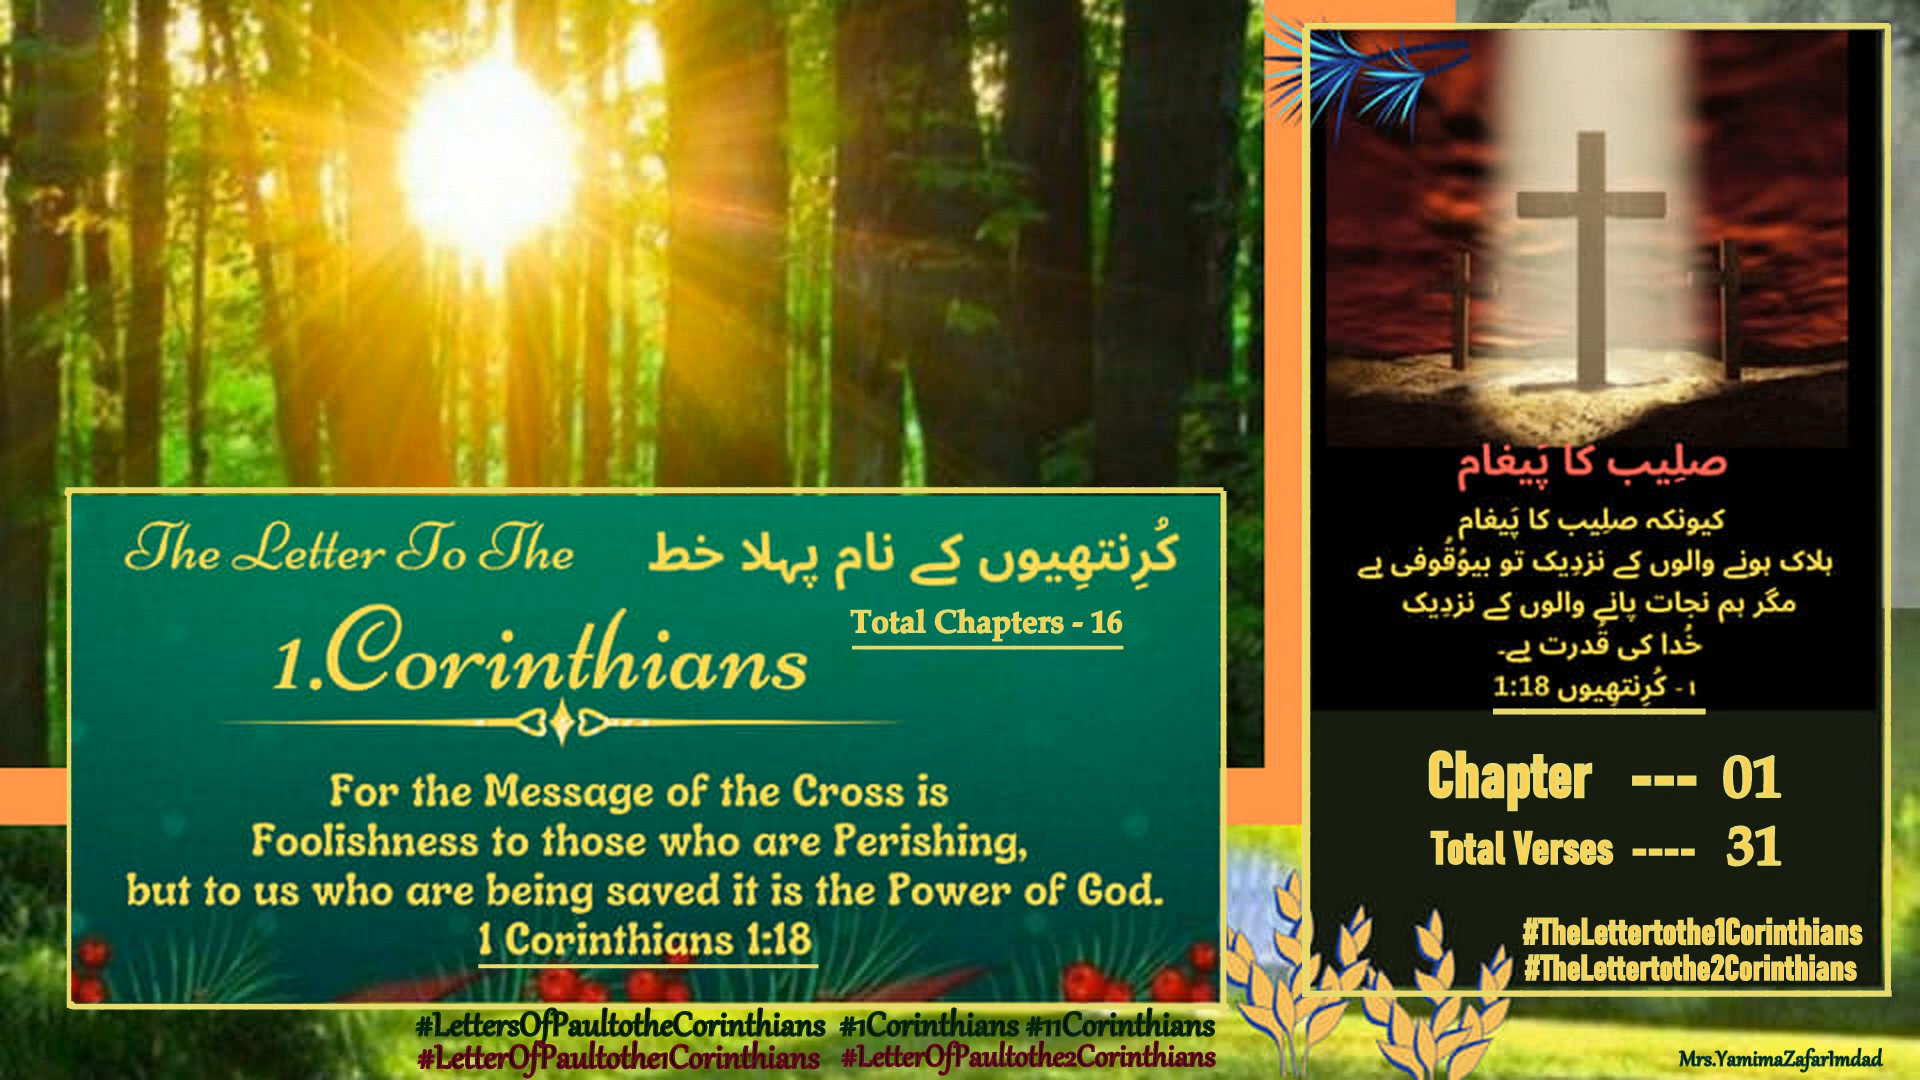 The Letter To The
کُرِنتھِیوں کے نام پہلا خط
Total Chapters - 16
1.Corinthians
For the Message of the Cross is
Foolishness to those who are Perishing,
but to us who are being saved it is the Power of God.
1 Corinthians 1:18
صلِیب کا پَیغام
کیونکہ صلِیب کا پَیغام
ہلاک ہونے والوں کے نزدِیک تو بیوُقُوفی ہے
مگر ہم نجات پانے والوں کے نزدِیک
خُدا کی قُدرت ہے۔
۱ - کُرِنتھِیوں 1:18
Chapter --- 01
Total Verses ---- 31
#TheLettertothe1Corinthians
#TheLettertothe2Corinthians
#LettersOfPaultotheCorinthians #1Corinthians #11Corinthians
#LetterOfPaultothe1Corinthians #LetterOfPaultothe2Corinthians
Mrs.YamimaZafarImdad